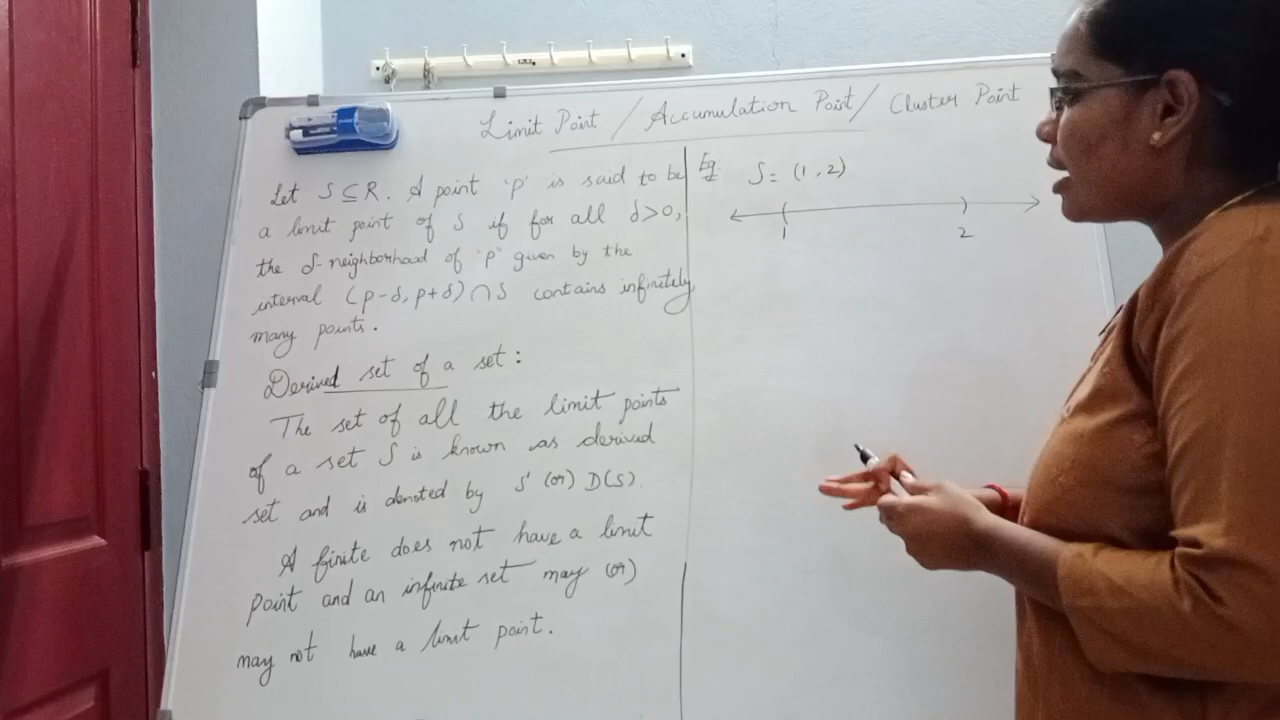 Limit Point / Accumulation Point / Cluster Point
Let S ⊆ R. A point 'p' is said to be
a limit point of S if for all δ>0,
the δ-neighborhood of 'p' given by the
interval (p-δ, p+δ) ∩ S contains infinitely
many points.
Derived set of a set:
The set of all the limit points
of a set S is known as derived
set and is denoted by S' (or) D(S).
A finite does not have a limit
point and an infinite set may (or)
may not have a limit point.
Eg: S = (1, 2)
( )
1 2